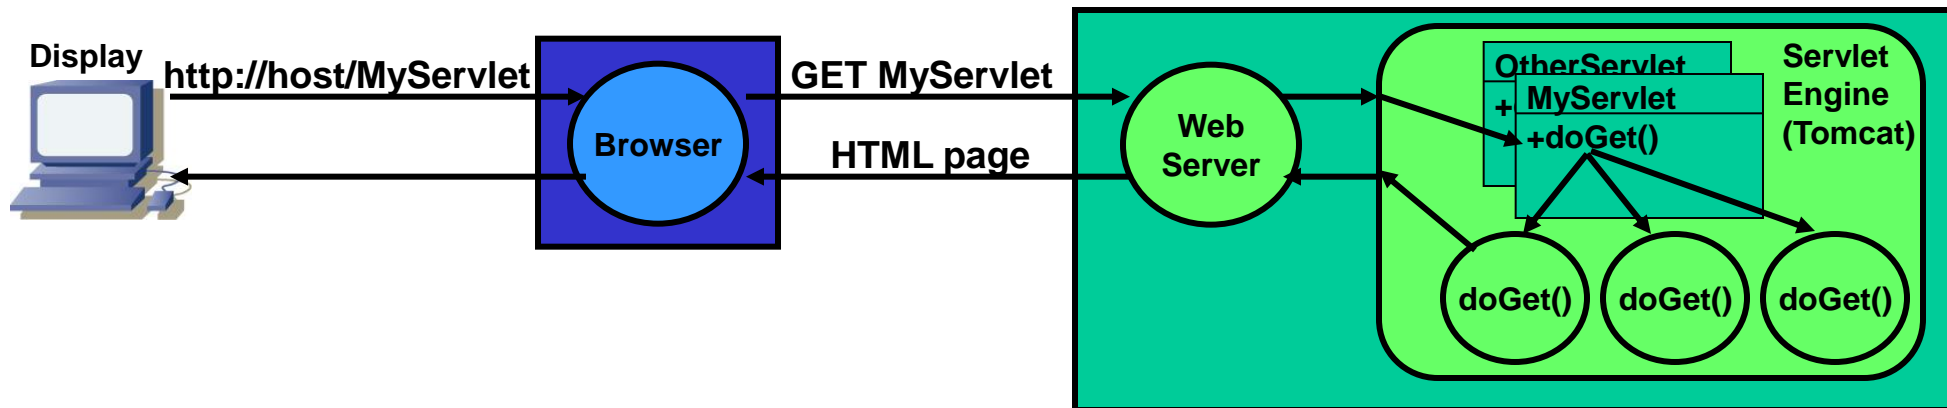 Display
http://host/MyServlet
Browser
GET MyServlet
HTML page
Web
Server
OtherServlet
MyServlet
+doGet()
Servlet
Engine
(Tomcat)
doGet()
doGet()
doGet()